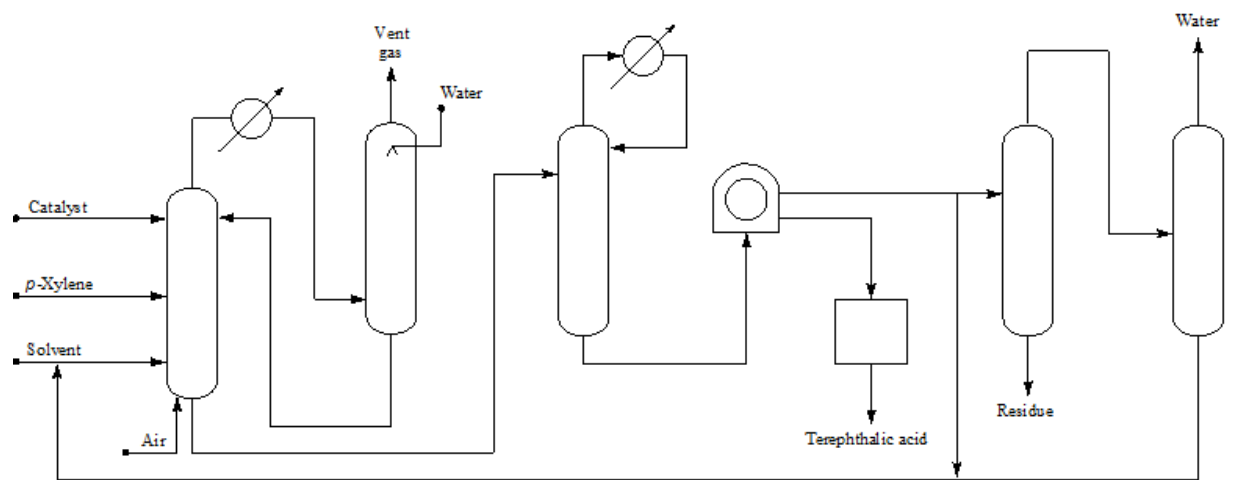 Water
Vent
gas
Water
Catalyst
p-Xylene
Solvent
Air
Residue
Terephthalic acid